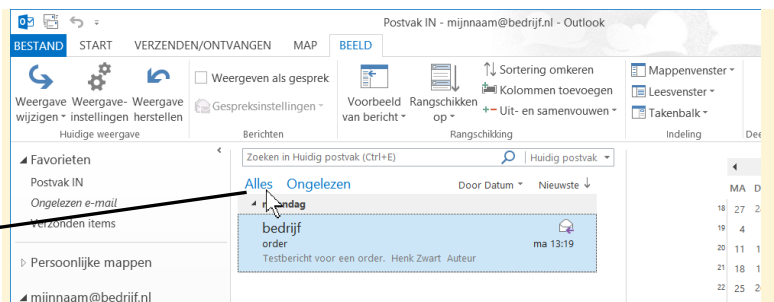 Postvak IN - mijnnaam@bedrijf.nl - Outlook
BESTAND START VERZENDEN/ONTVANGEN MAP BEELD
Weergave wijzigen
Weergave-instellingen
Weergave herstellen
Huidige weergave
Weergeven als gesprek
Gespreksinstellingen
Berichten
Voorbeeld van bericht
Rangschikken op
Sortering omkeren
Kolommen toevoegen
Uit- en samenvouwen
Rangschikking
Mappenvenster
Leesvenster
Takenbalk
Indeling
Favorieten
Postvak IN
Ongelezen e-mail
Verzonden items
Persoonlijke mappen
mijnnaam@bedrijf.nl
Zoeken in Huidig postvak (Ctrl+E) Huidig postvak
Alles Ongelezen Door Datum Nieuwste ↓
maandag
bedrijf
order ma 13:19
Testbericht voor een order. Henk Zwart Auteur
MA
18 27
19 4
20 11
21 18
22 25